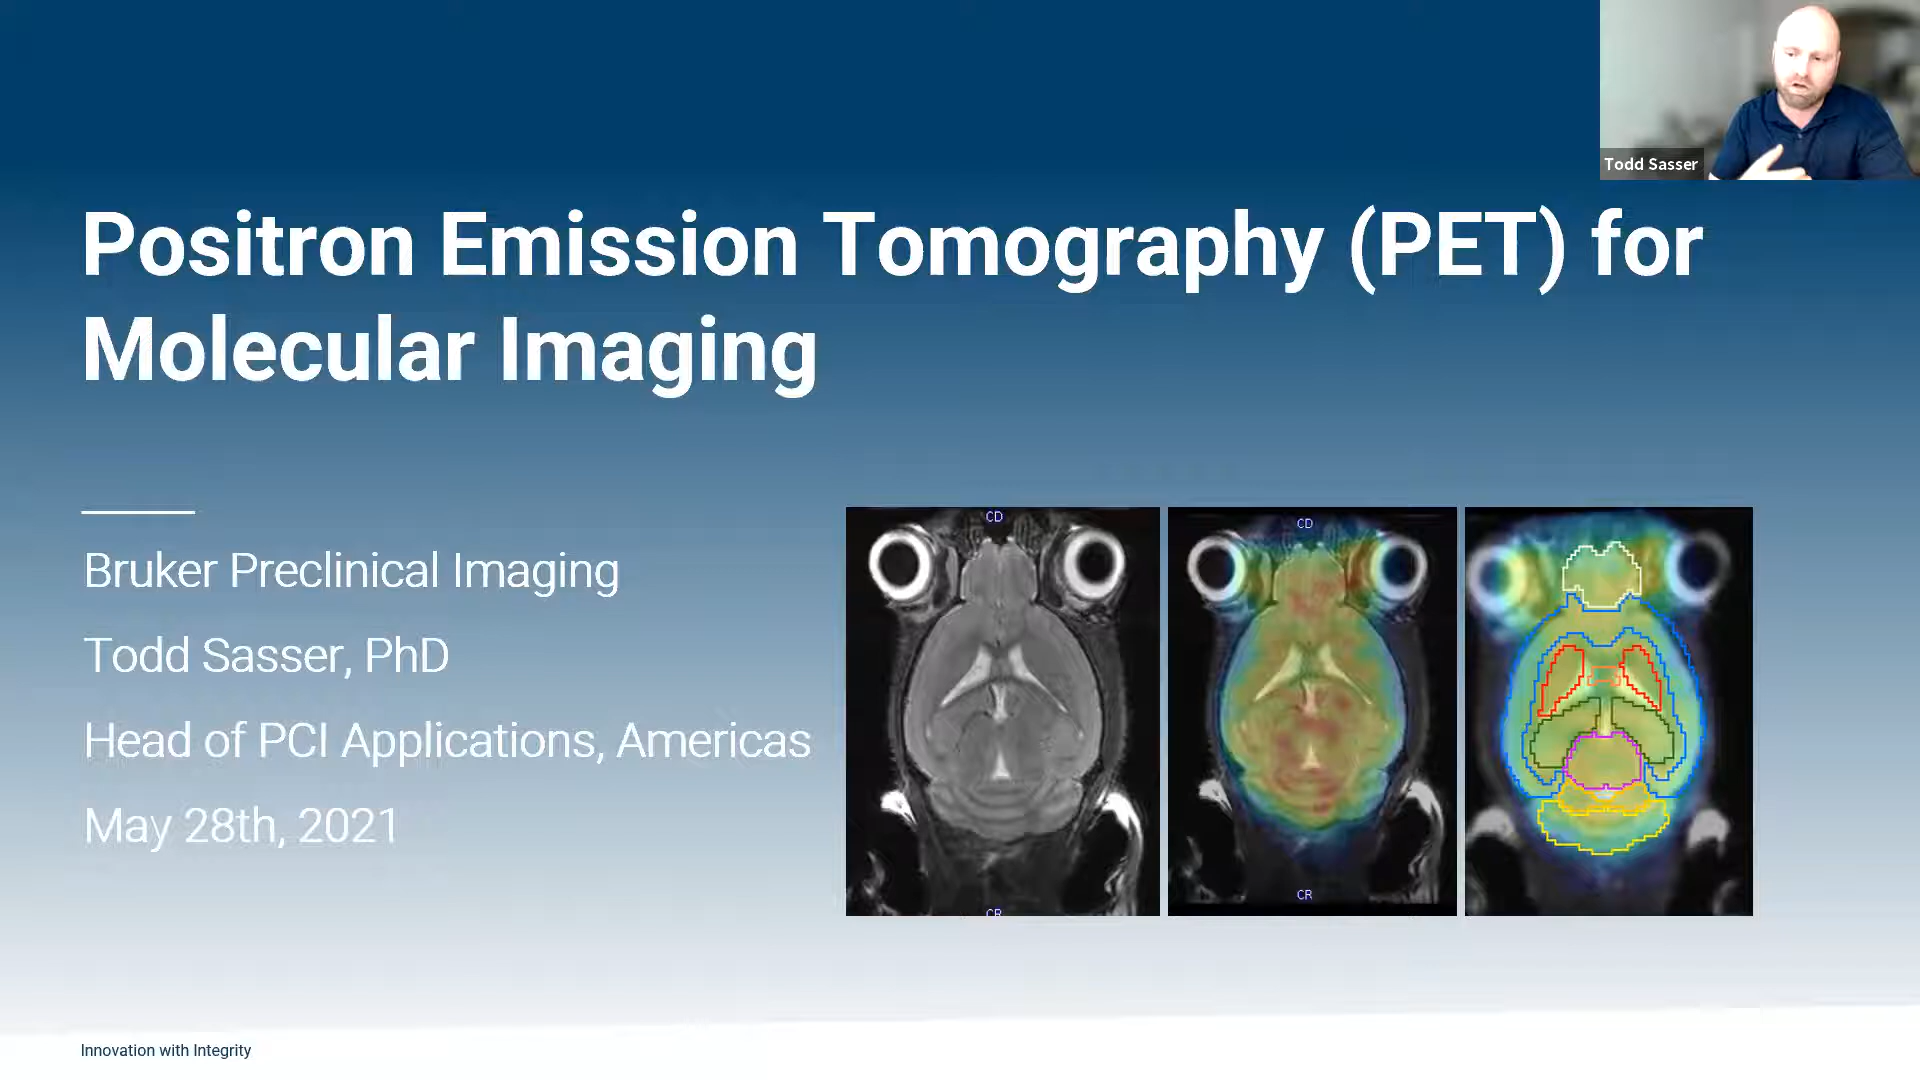 Todd Sasser
Positron Emission Tomography (PET) for
Molecular Imaging
Bruker Preclinical Imaging
Todd Sasser, PhD
Head of PCI Applications, Americas
May 28th, 2021
CD
CR
CD
CR
Innovation with Integrity